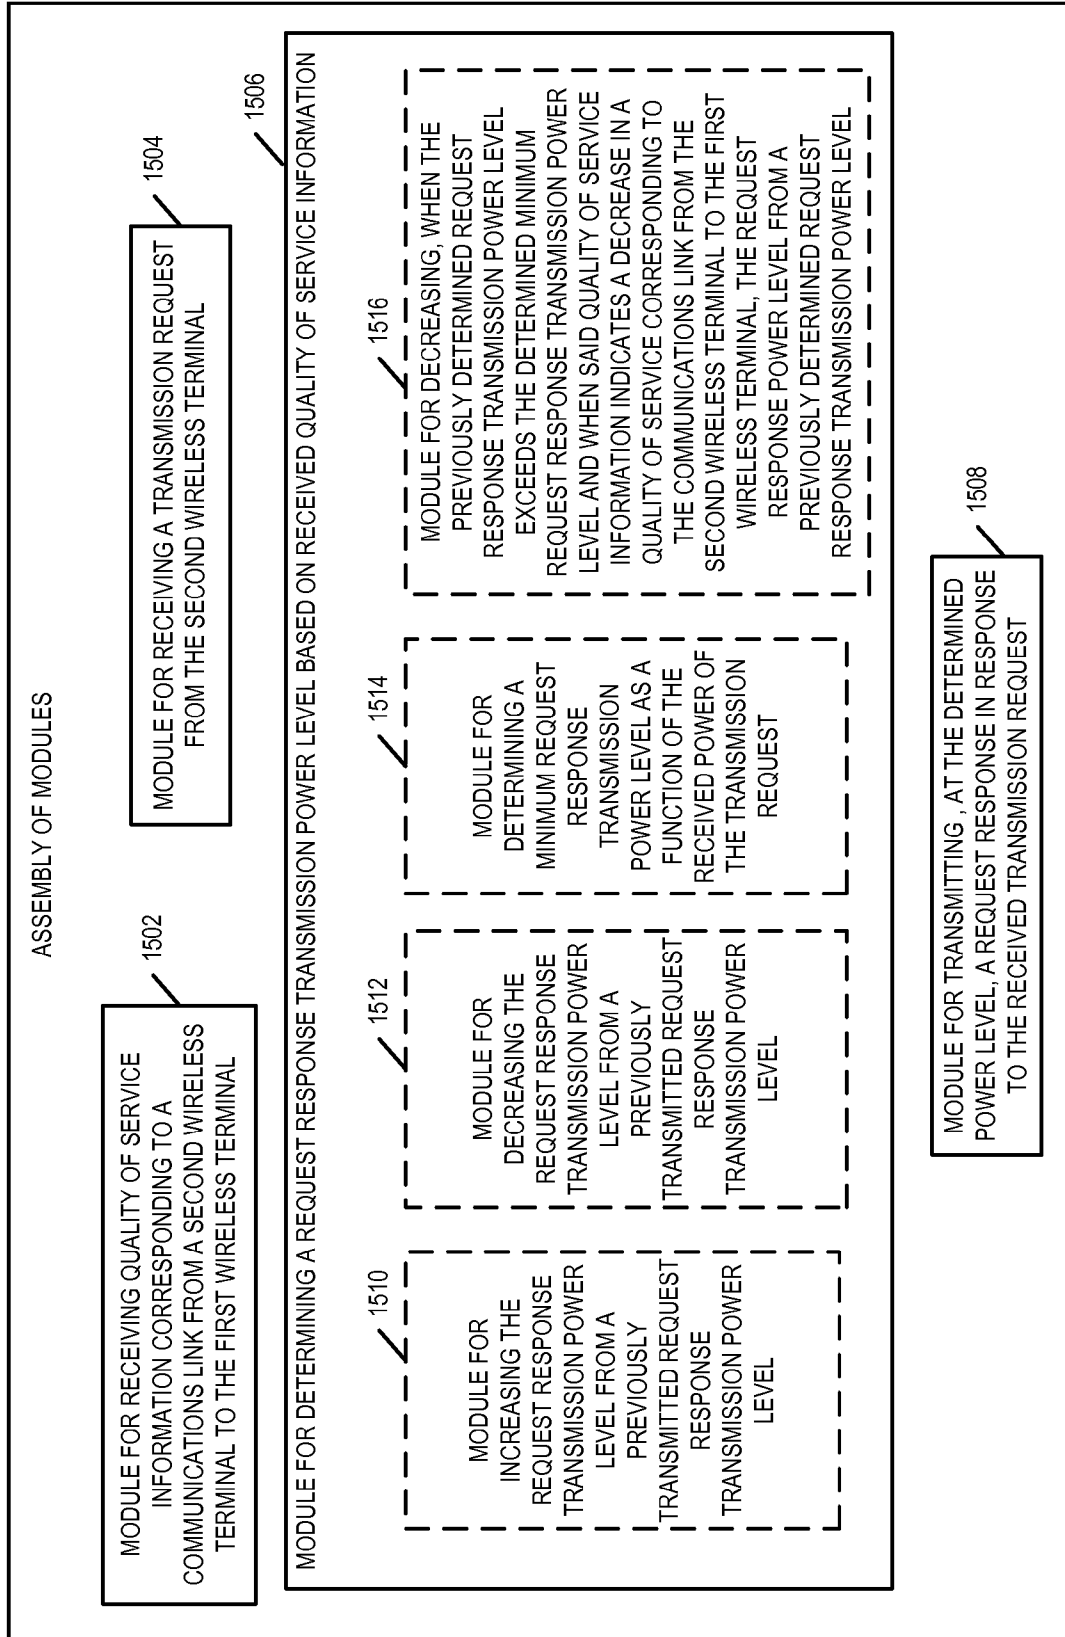 ASSEMBLY OF MODULES
1502
MODULE FOR RECEIVING QUALITY OF SERVICE
INFORMATION CORRESPONDING TO A
COMMUNICATIONS LINK FROM A SECOND WIRELESS
TERMINAL TO THE FIRST WIRELESS TERMINAL
1504
MODULE FOR RECEIVING A TRANSMISSION REQUEST
FROM THE SECOND WIRELESS TERMINAL
1506
MODULE FOR DETERMINING A REQUEST RESPONSE TRANSMISSION POWER LEVEL BASED ON RECEIVED QUALITY OF SERVICE INFORMATION
1510
MODULE FOR
INCREASING THE
REQUEST RESPONSE
TRANSMISSION POWER
LEVEL FROM A
PREVIOUSLY
TRANSMITTED REQUEST
RESPONSE
TRANSMISSION POWER
LEVEL
1512
MODULE FOR
DECREASING THE
REQUEST RESPONSE
TRANSMISSION POWER
LEVEL FROM A
PREVIOUSLY
TRANSMITTED REQUEST
RESPONSE
TRANSMISSION POWER
LEVEL
1514
MODULE FOR
DETERMINING A
MINIMUM REQUEST
RESPONSE
TRANSMISSION
POWER LEVEL AS A
FUNCTION OF THE
RECEIVED POWER OF
THE TRANSMISSION
REQUEST
1516
MODULE FOR DECREASING, WHEN THE
PREVIOUSLY DETERMINED REQUEST
RESPONSE TRANSMISSION POWER LEVEL
EXCEEDS THE DETERMINED MINIMUM
REQUEST RESPONSE TRANSMISSION POWER
LEVEL AND WHEN SAID QUALITY OF SERVICE
INFORMATION INDICATES A DECREASE IN A
QUALITY OF SERVICE CORRESPONDING TO
THE COMMUNICATIONS LINK FROM THE
SECOND WIRELESS TERMINAL TO THE FIRST
WIRELESS TERMINAL, THE REQUEST
RESPONSE POWER LEVEL FROM A
PREVIOUSLY DETERMINED REQUEST
RESPONSE TRANSMISSION POWER LEVEL
1508
MODULE FOR TRANSMITTING , AT THE DETERMINED
POWER LEVEL, A REQUEST RESPONSE IN RESPONSE
TO THE RECEIVED TRANSMISSION REQUEST